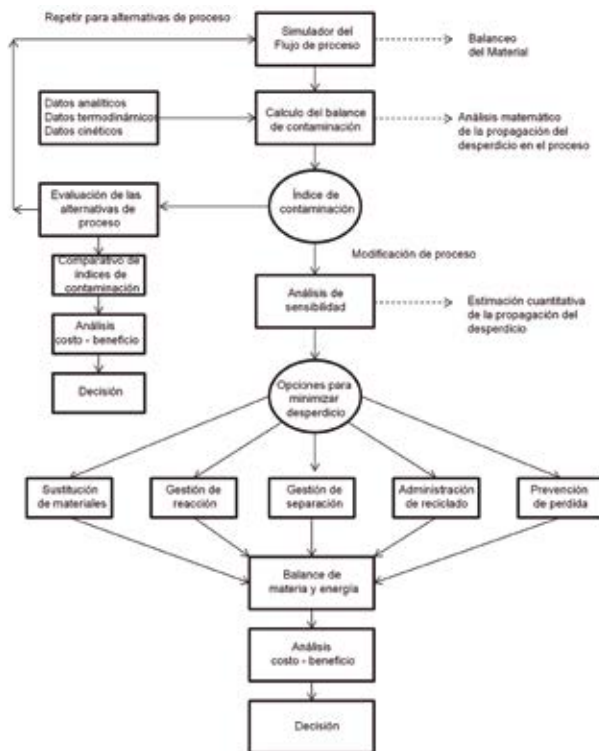 Repetir para alternativas de proceso
Simulador del
Flujo de proceso
Balanceo
del Material
Datos analíticos
Datos termodinámicos
Datos cinéticos
Calculo del balance
de contaminación
Análisis matemático
de la propagación del
desperdicio en el proceso
Evaluación de las
alternativas de
proceso
Índice de
contaminación
Modificación de proceso
Comparativo de
índices de
contaminación
Análisis de
sensibilidad
Estimación cuantitativa
de la propagación del
desperdicio
Análisis
costo - beneficio
Decisión
Opciones para
minimizar
desperdicio
Sustitución
de materiales
Gestión de
reacción
Gestión de
separación
Administración
de reciclado
Prevención
de perdida
Balance de
materia y energía
Análisis
costo - beneficio
Decisión